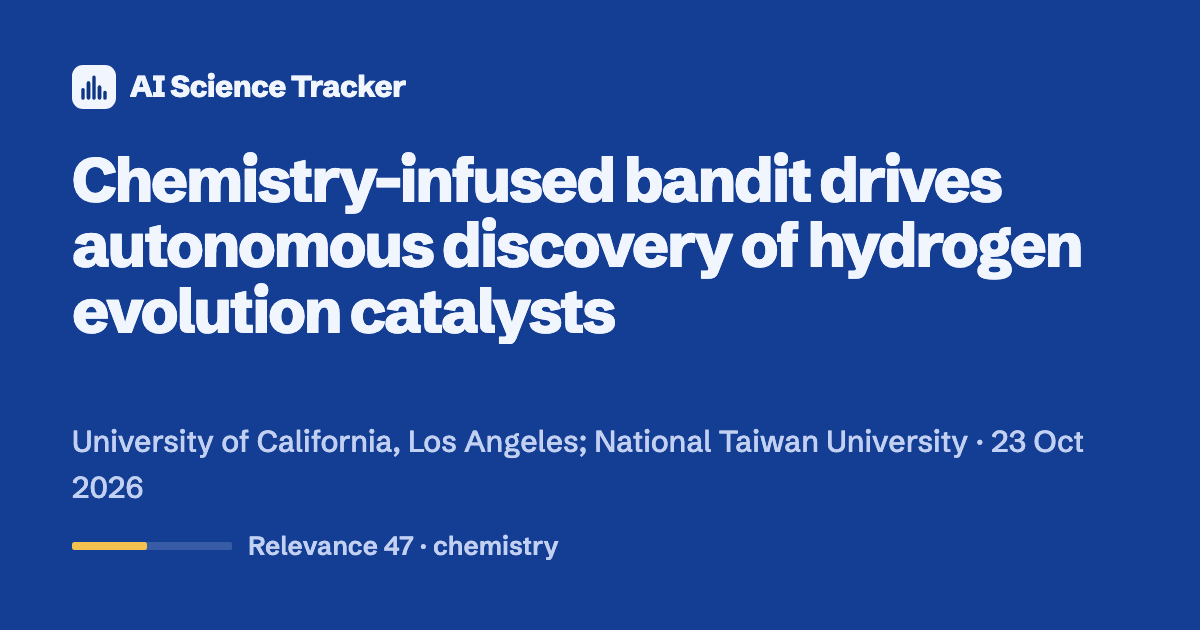 AI Science Tracker
Chemistry-infused bandit drives
autonomous discovery of hydrogen
evolution catalysts
University of California, Los Angeles; National Taiwan University · 23 Oct
2026
Relevance 47 · chemistry